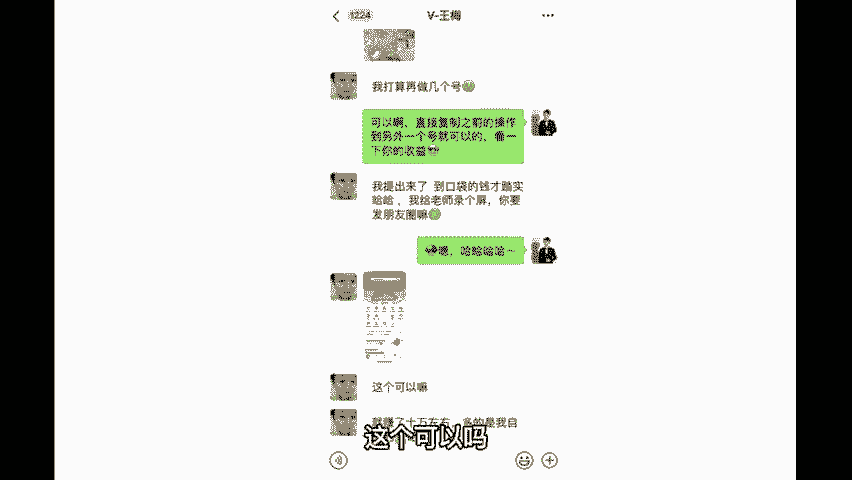 1224
V-王梅
我打算再做几个号
可以啊、直接复制之前的操作
到另外一个号就可以的、看一
下你的收益
我提出来了 到口袋的钱才踏实
哈哈 ，我给老师录个屏，你要
发朋友圈嘛
嗯，哈哈哈哈~
这个可以嘛
就赚了十万左右，多的是我自
这个可以吗